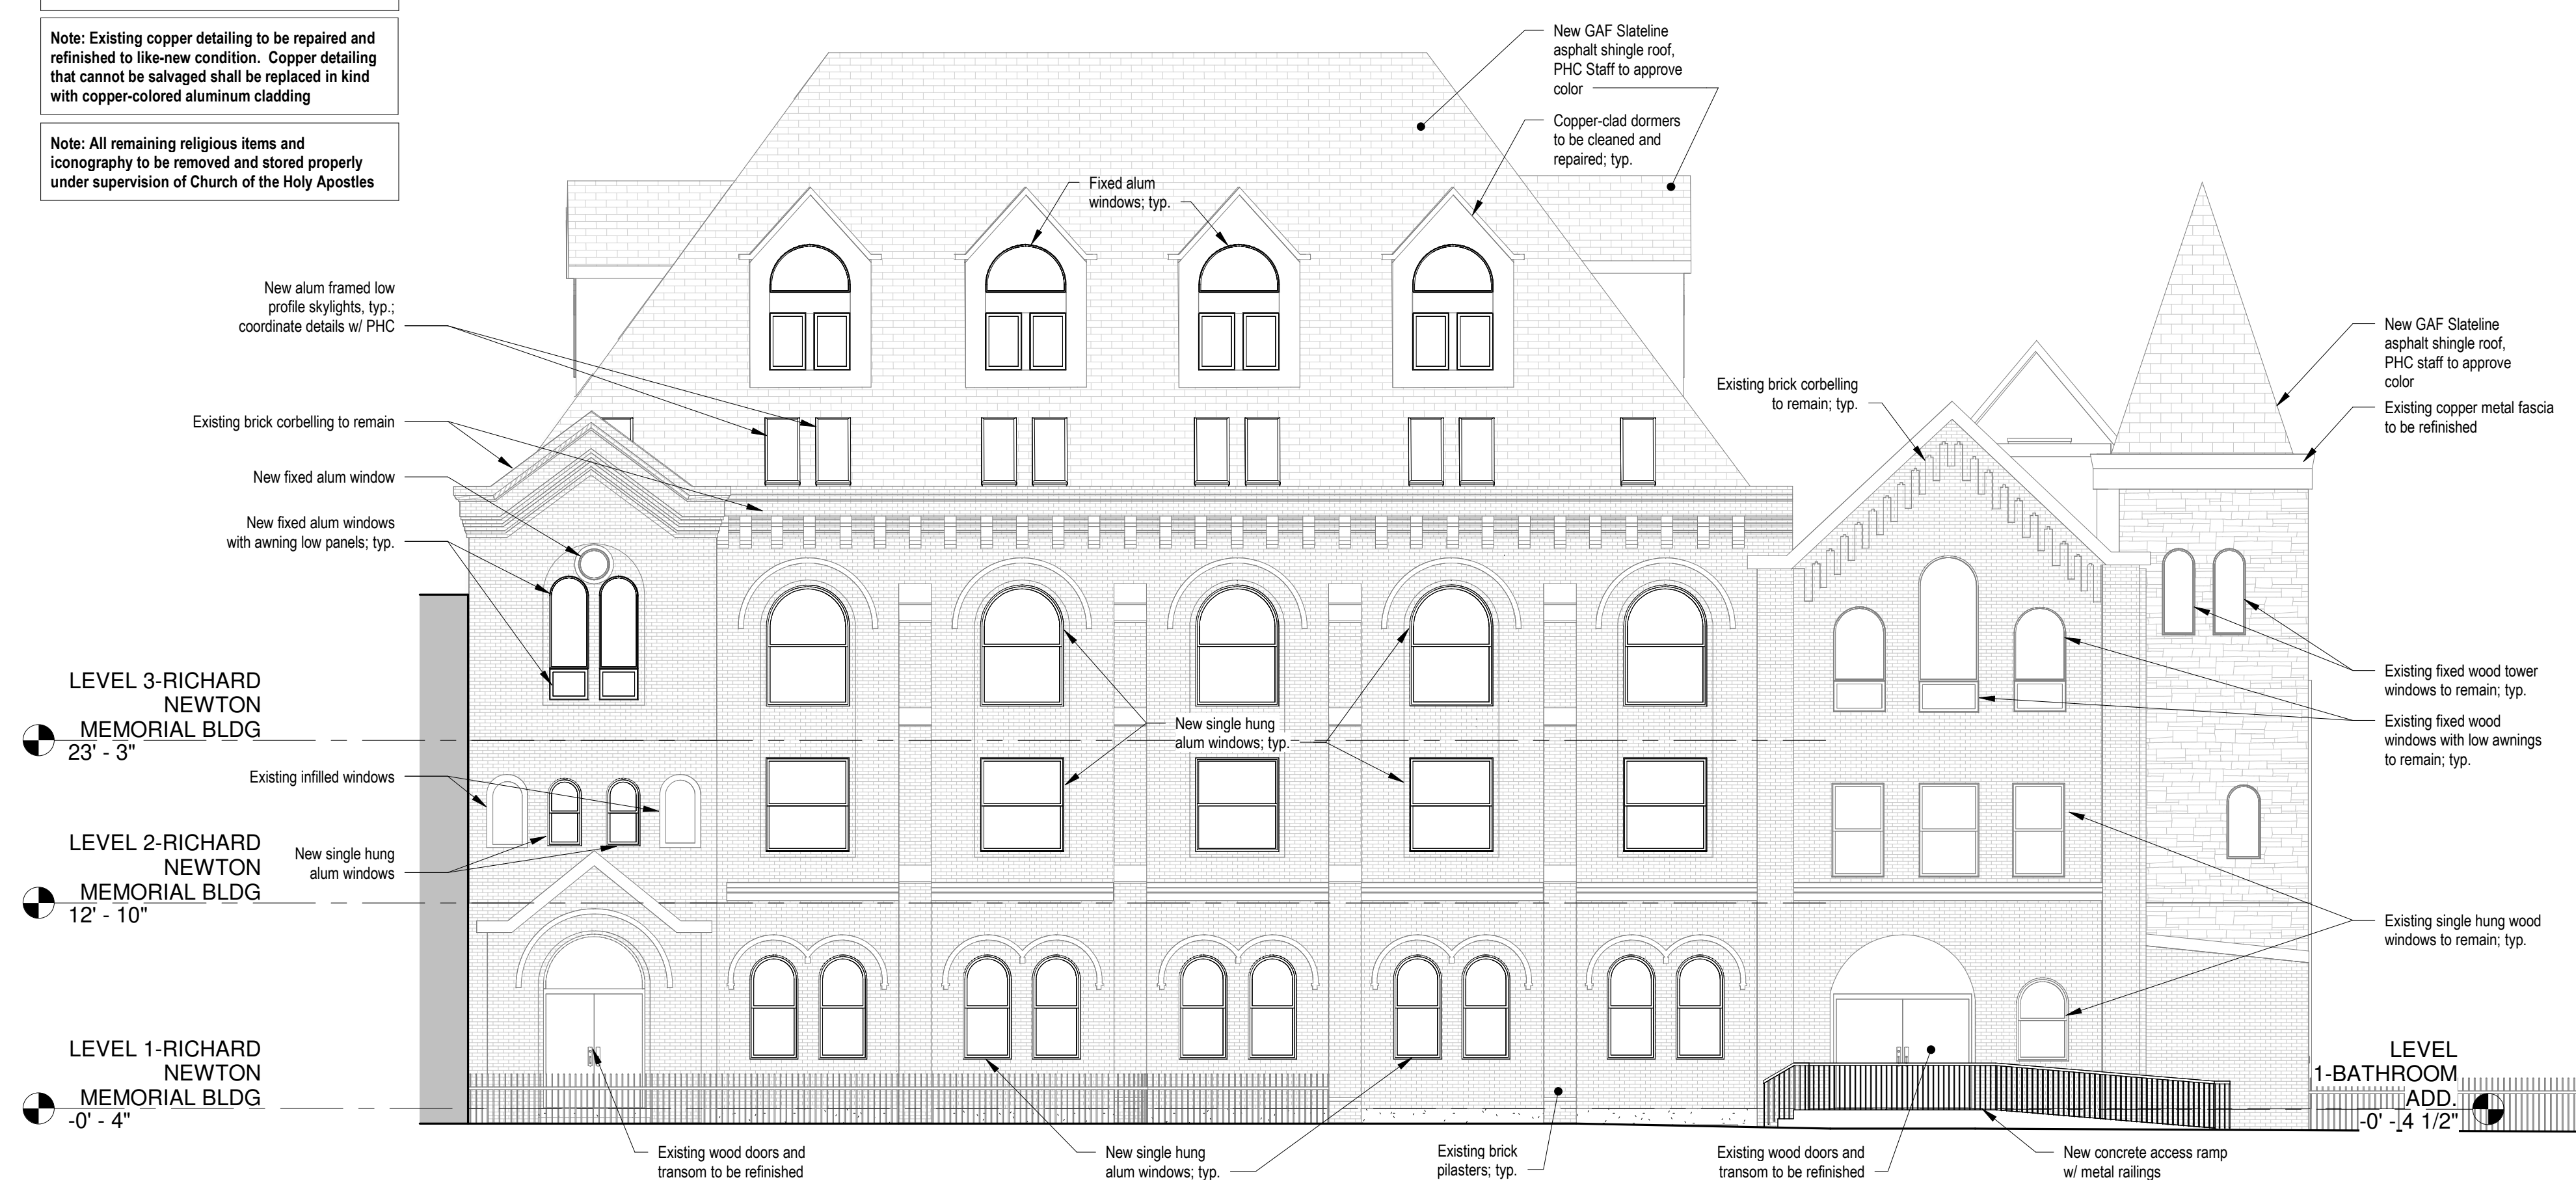 Note: Existing copper detailing to be repaired and
refinished to like-new condition.  Copper detailing
that cannot be salvaged shall be replaced in kind
with copper-colored aluminum cladding
Note: All remaining religious items and
iconography to be removed and stored properly
under supervision of Church of the Holy Apostles
New GAF Slateline
asphalt shingle roof,
PHC Staff to approve
color
Copper-clad dormers
to be cleaned and
repaired; typ.
Fixed alum
windows; typ.
New alum framed low
profile skylights, typ.;
coordinate details w/ PHC
Existing brick corbelling to remain
New fixed alum window
New fixed alum windows
with awning low panels; typ.
New GAF Slateline
asphalt shingle roof,
PHC staff to approve
color
Existing brick corbelling
to remain; typ.
Existing copper metal fascia
to be refinished
LEVEL 3-RICHARD
NEWTON
MEMORIAL BLDG
23' - 3"
Existing infilled windows
New single hung
alum windows; typ.
Existing fixed wood tower
windows to remain; typ.
Existing fixed wood
windows with low awnings
to remain; typ.
LEVEL 2-RICHARD
NEWTON
MEMORIAL BLDG
12' - 10"
New single hung
alum windows
Existing single hung wood
windows to remain; typ.
LEVEL 1-RICHARD
NEWTON
MEMORIAL BLDG
-0' - 4"
LEVEL
1-BATHROOM
ADD.
-0' - 4 1/2"
Existing wood doors and
transom to be refinished
New single hung
alum windows; typ.
Existing brick
pilasters; typ.
Existing wood doors and
transom to be refinished
New concrete access ramp
w/ metal railings